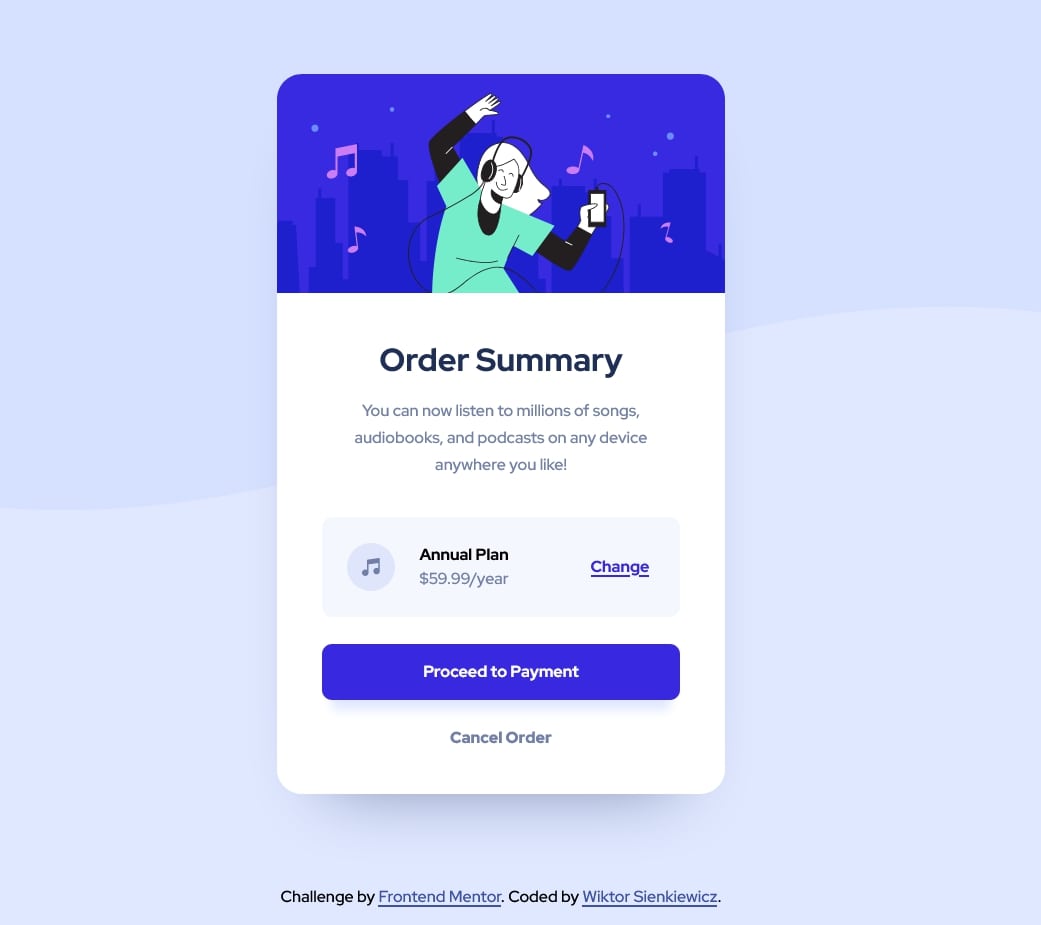 Order Summary
You can now listen to millions of songs,
audiobooks, and podcasts on any device
anywhere you like!
Annual Plan
$59.99/year
Change
Proceed to Payment
Cancel Order
Challenge by Frontend Mentor. Coded by Wiktor Sienkiewicz.